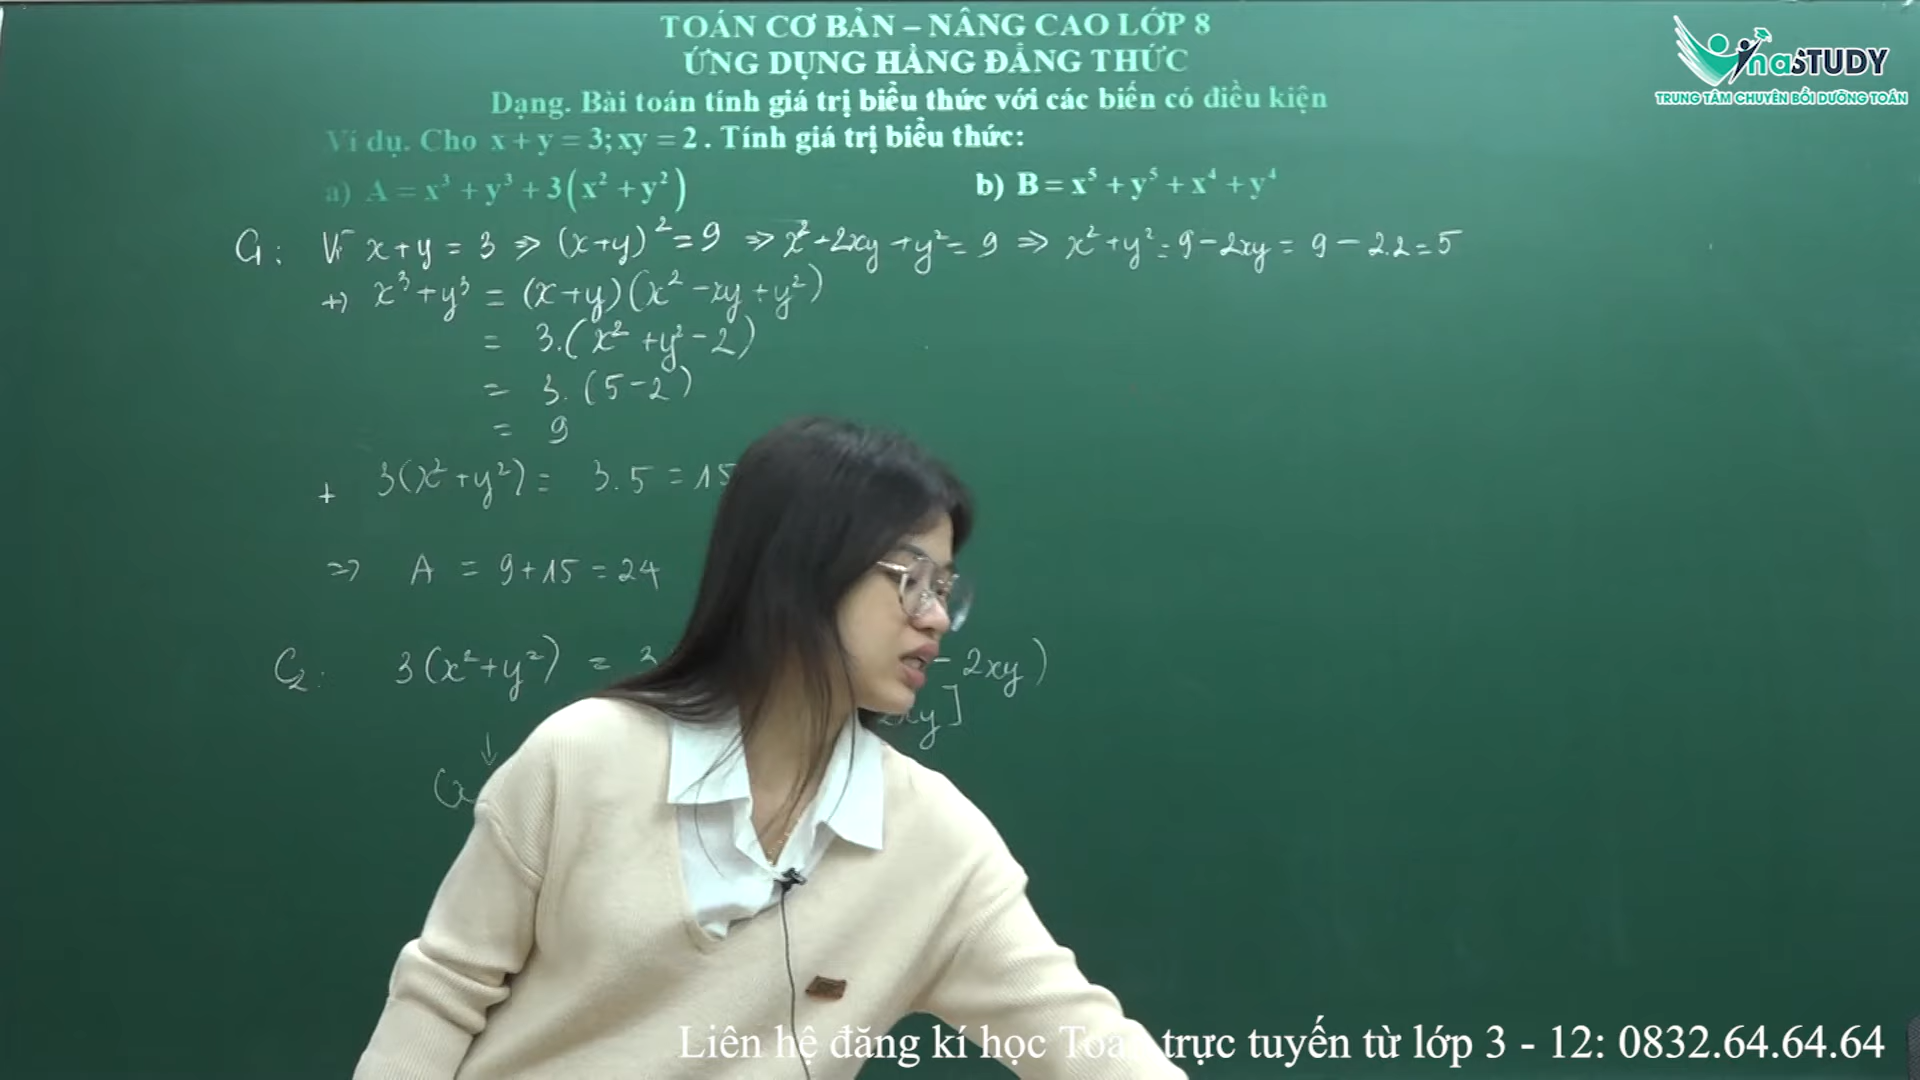 TOÁN CƠ BẢN – NÂNG CAO LỚP 8
ỨNG DỤNG HẰNG ĐẲNG THỨC
Dạng. Bài toán tính giá trị biểu thức với các biến có điều kiện
Ví dụ. Cho x + y = 3; xy = 2. Tính giá trị biểu thức:
a) A = x³ + y³ + 3(x² + y²) b) B = x⁵ + y⁵ + x⁴ + y⁴
VinaSTUDY
TRUNG TÂM CHUYÊN BỒI DƯỠNG TOÁN
C₁: Vì x + y = 3 => (x+y)² = 9 => x² + 2xy + y² = 9 => x² + y² = 9 - 2xy = 9 - 2.2 = 5
+) x³ + y³ = (x+y)(x² - xy + y²)
= 3.(x² + y² - 2)
= 3.(5-2)
= 9
+ 3(x² + y²) = 3.5 = 15
=> A = 9 + 15 = 24
C₂: 3(x² + y²) = 3 - 2xy)
2xy]
Liên hệ đăng kí học Toán trực tuyến từ lớp 3 - 12: 0832.64.64.64